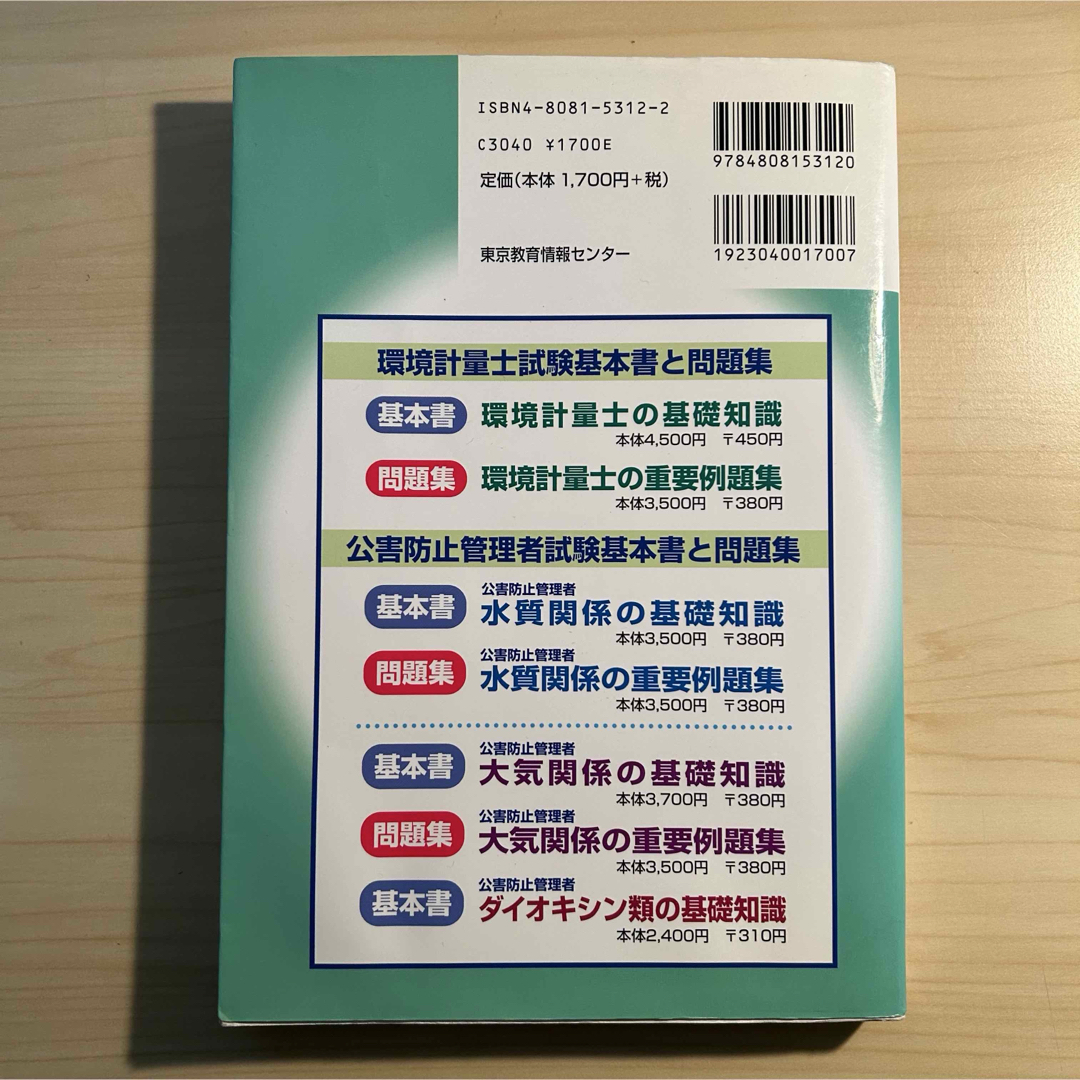 ISBN4-8081-5312-2
C3040 ¥1700E
定価(本体 1,700円+税)
東京教育情報センター
9784808153120
1923040017007
環境計量士試験基本書と問題集
基本書 環境計量士の基礎知識
本体4,500円 〒450円
問題集 環境計量士の重要例題集
本体3,500円 〒380円
公害防止管理者試験基本書と問題集
公害防止管理者
基本書 水質関係の基礎知識
本体3,500円 〒380円
公害防止管理者
問題集 水質関係の重要例題集
本体3,500円 〒380円
公害防止管理者
基本書 大気関係の基礎知識
本体3,700円 〒380円
公害防止管理者
問題集 大気関係の重要例題集
本体3,500円 〒380円
公害防止管理者
基本書 ダイオキシン類の基礎知識
本体2,400円 〒310円